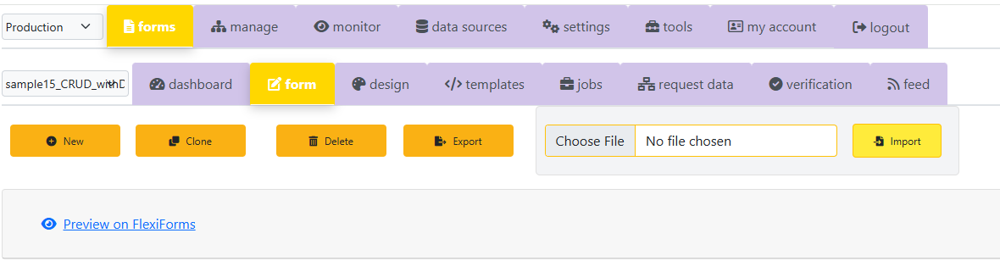 Production forms manage monitor data sources settings tools my account logout
sample15_CRUD_withD dashboard form design templates jobs request data verification feed
New Clone Delete Export Choose File No file chosen Import
Preview on FlexiForms